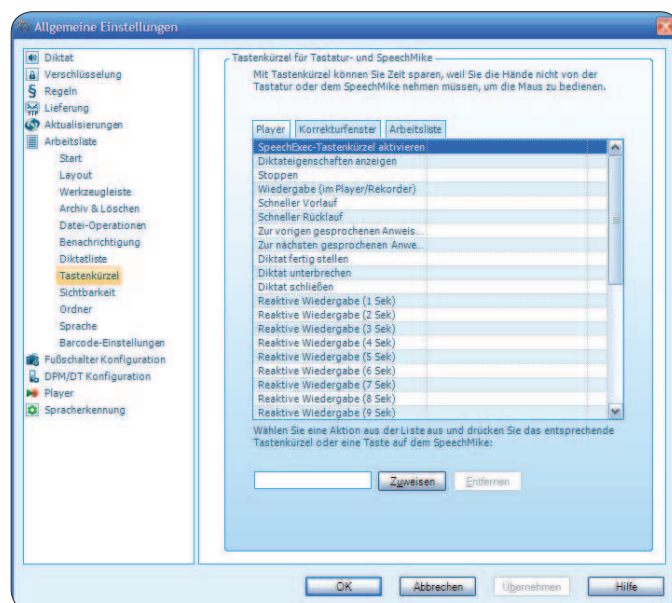 Allgemeine Einstellungen
Diktat
Verschlüsselung
§ Regeln
FTP Lieferung
Aktualisierungen
Arbeitsliste
Start
Layout
Werkzeugleiste
Archiv & Löschen
Datei-Operationen
Benachrichtigung
Diktatliste
Tastenkürzel
Sichtbarkeit
Ordner
Sprache
Barcode-Einstellungen
Fußschalter Konfiguration
DPM/DT Konfiguration
Player
Spracherkennung
Tastenkürzel für Tastatur- und SpeechMike
Mit Tastenkürzel können Sie Zeit sparen, weil Sie die Hände nicht von der
Tastatur oder dem SpeechMike nehmen müssen, um die Maus zu bedienen.
Player Korrekturfenster Arbeitsliste
SpeechExec-Tastenkürzel aktivieren
Diktateigenschaften anzeigen
Stoppen
Wiedergabe (im Player/Rekorder)
Schneller Vorlauf
Schneller Rücklauf
Zur vorigen gesprochenen Anweis...
Zur nächsten gesprochenen Anwe...
Diktat fertig stellen
Diktat unterbrechen
Diktat schließen
Reaktive Wiedergabe (1 Sek)
Reaktive Wiedergabe (2 Sek)
Reaktive Wiedergabe (3 Sek)
Reaktive Wiedergabe (4 Sek)
Reaktive Wiedergabe (5 Sek)
Reaktive Wiedergabe (6 Sek)
Reaktive Wiedergabe (7 Sek)
Reaktive Wiedergabe (8 Sek)
Reaktive Wiedergabe (9 Sek)
Wählen Sie eine Aktion aus der Liste aus und drücken Sie das entsprechende
Tastenkürzel oder eine Taste auf dem SpeechMike:
Zuweisen Entfernen
OK Abbrechen Übernehmen Hilfe